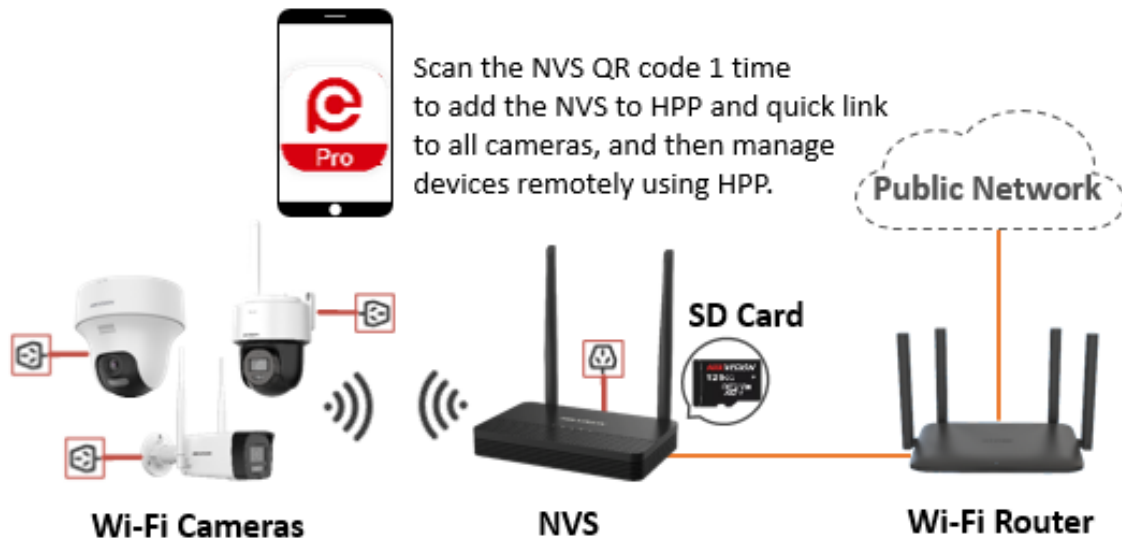 Scan the NVS QR code 1 time
to add the NVS to HPP and quick link
to all cameras, and then manage
devices remotely using HPP.
Pro
Public Network
SD Card
HIKVISION
Wi-Fi Cameras
NVS
Wi-Fi Router